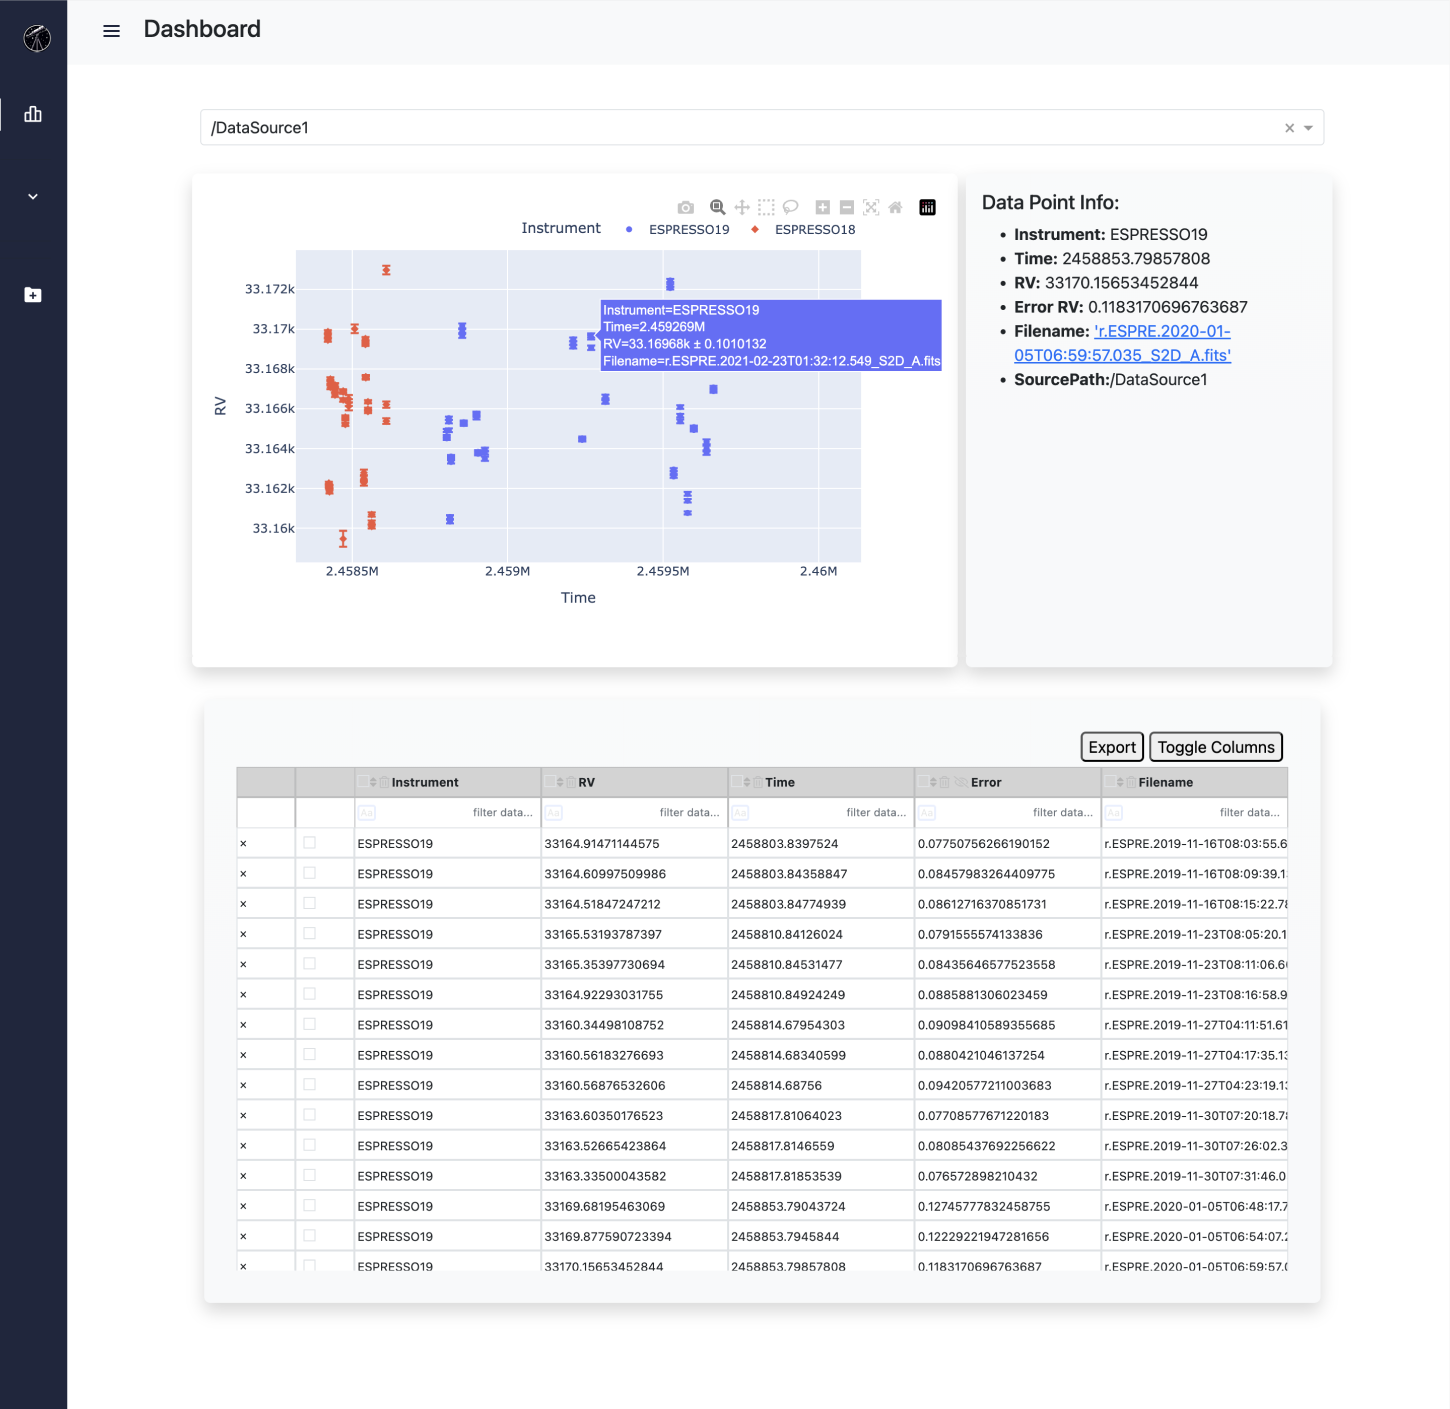 Dashboard
/DataSource1
Instrument ESPRESSO19 ESPRESSO18
33.172k
33.17k
33.168k
33.166k
33.164k
33.162k
33.16k
RV
2.4585M 2.459M 2.4595M 2.46M
Time
Instrument=ESPRESSO19
Time=2.459269M
RV=33.16968k ± 0.1010132
Filename=r.ESPRE.2021-02-23T01:32:12.549_S2D_A.fits
Data Point Info:
Instrument: ESPRESSO19
Time: 2458853.79857808
RV: 33170.15653452844
Error RV: 0.1183170696763687
Filename: 'r.ESPRE.2020-01-
05T06:59:57.035_S2D_A.fits'
SourcePath:/DataSource1
Export Toggle Columns
Instrument RV Time Error Filename
Aa filter data... Aa filter data... Aa filter data... Aa filter data... Aa filter data...
× ESPRESSO19 33164.91471144575 2458803.8397524 0.07750756266190152 r.ESPRE.2019-11-16T08:03:55.6
× ESPRESSO19 33164.60997509986 2458803.84358847 0.08457983264409775 r.ESPRE.2019-11-16T08:09:39.1
× ESPRESSO19 33164.51847247212 2458803.84774939 0.08612716370851731 r.ESPRE.2019-11-16T08:15:22.78
× ESPRESSO19 33165.53193787397 2458810.84126024 0.0791555574133836 r.ESPRE.2019-11-23T08:05:20.1
× ESPRESSO19 33165.35397730694 2458810.84531477 0.08435646577523558 r.ESPRE.2019-11-23T08:11:06.6
× ESPRESSO19 33164.92293031755 2458810.84924249 0.0885881306023459 r.ESPRE.2019-11-23T08:16:58.9
× ESPRESSO19 33160.34498108752 2458814.67954303 0.09098410589355685 r.ESPRE.2019-11-27T04:11:51.61
× ESPRESSO19 33160.56183276693 2458814.68340599 0.0880421046137254 r.ESPRE.2019-11-27T04:17:35.13
× ESPRESSO19 33160.56876532606 2458814.68756 0.09420577211003683 r.ESPRE.2019-11-27T04:23:19.13
× ESPRESSO19 33163.60350176523 2458817.81064023 0.07708577671220183 r.ESPRE.2019-11-30T07:20:18.78
× ESPRESSO19 33163.52665423864 2458817.8146559 0.08085437692256622 r.ESPRE.2019-11-30T07:26:02.3
× ESPRESSO19 33163.33500043582 2458817.81853539 0.076572898210432 r.ESPRE.2019-11-30T07:31:46.0
× ESPRESSO19 33169.68195463069 2458853.79043724 0.12745777832458755 r.ESPRE.2020-01-05T06:48:17.7
× ESPRESSO19 33169.877590723394 2458853.7945844 0.12229221947281656 r.ESPRE.2020-01-05T06:54:07.2
× ESPRESSO19 33170.15653452844 2458853.79857808 0.1183170696763687 r.ESPRE.2020-01-05T06:59:57.0